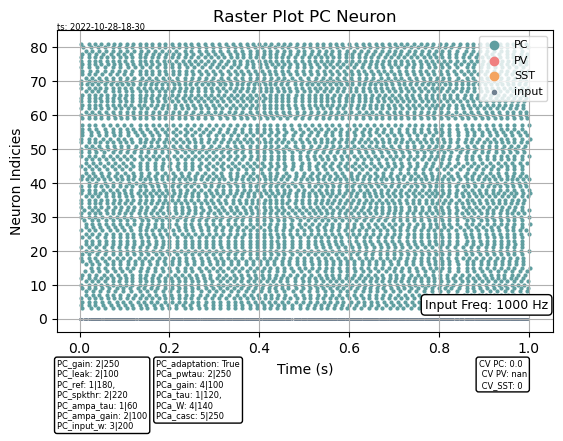 Raster Plot PC Neuron
ts: 2022-10-28-18-30
PC
PV
SST
input
80
70
60
50
40
30
20
10
0
Neuron Indicies
Input Freq: 1000 Hz
0.0 0.2 0.4 0.6 0.8 1.0
Time (s)
PC_gain: 2|250
PC_leak: 2|100
PC_ref: 1|180,
PC_spkthr: 2|220
PC_ampa_tau: 1|60
PC_ampa_gain: 2|100
PC_input_w: 3|200
PC_adaptation: True
PCa_pwtau: 2|250
PCa_gain: 4|100
PCa_tau: 1|120,
PCa_W: 4|140
PCa_casc: 5|250
CV PC: 0.0
CV PV: nan
CV_SST: 0